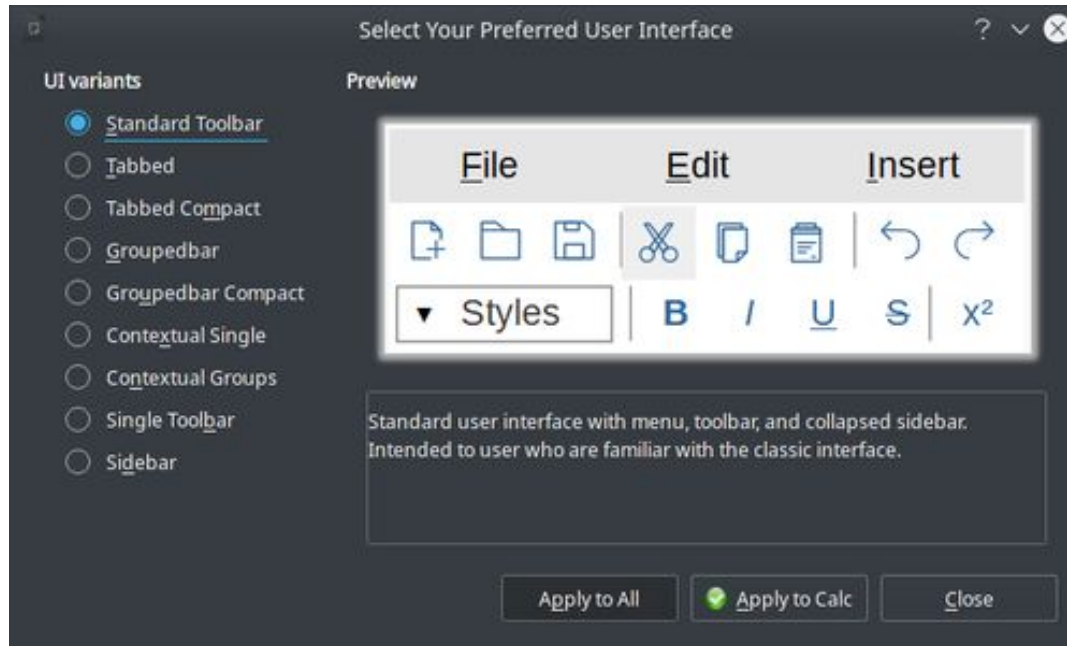 Select Your Preferred User Interface
UI variants
Standard Toolbar
Tabbed
Tabbed Compact
Groupedbar
Groupedbar Compact
Contextual Single
Contextual Groups
Single Toolbar
Sidebar
Preview
File Edit Insert
Styles B I U S x²
Standard user interface with menu, toolbar, and collapsed sidebar.
Intended to user who are familiar with the classic interface.
Apply to All Apply to Calc Close